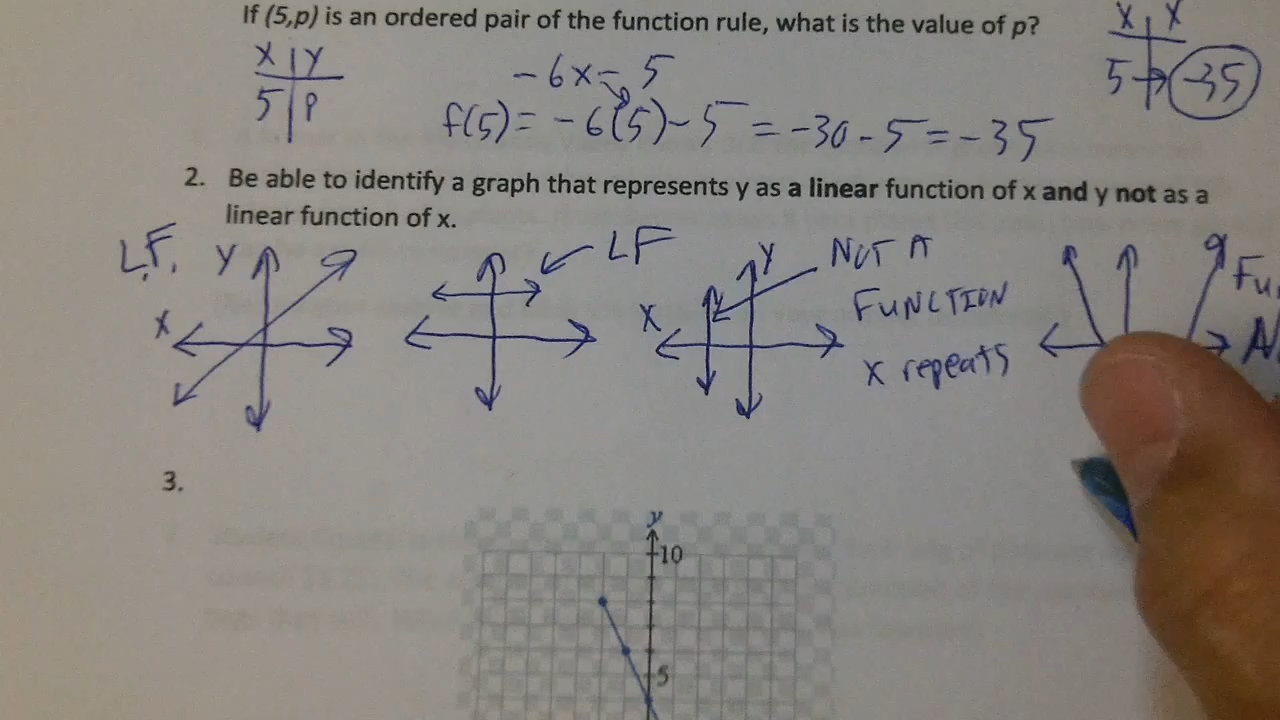 If (5,p) is an ordered pair of the function rule, what is the value of p?
X Y
5 P
-6x - 5
f(5) = -6(5) - 5 = -30 - 5 = -35
X Y
5 -35
2. Be able to identify a graph that represents y as a linear function of x and y not as a
linear function of x.
L.F. Y
X
LF
Y
X
NOT A
FUNCTION
X repeats
3.
y
10
5